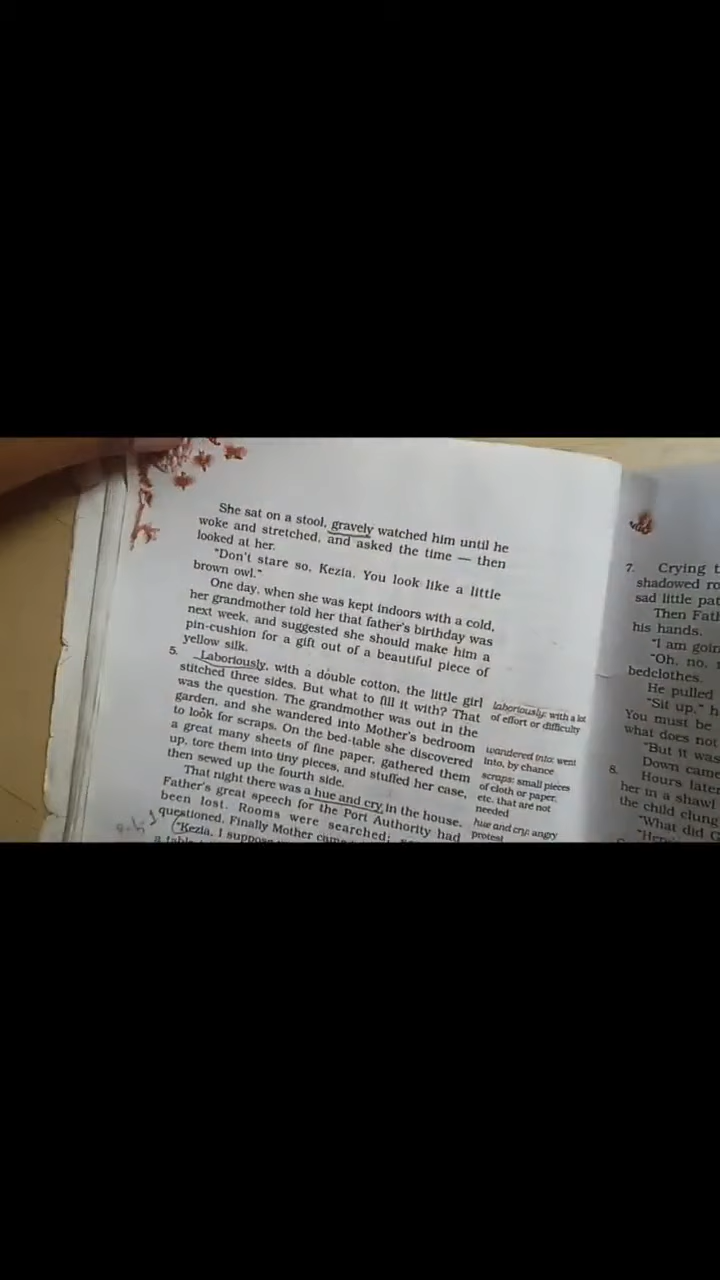 She sat on a stool, gravely watched him until he
woke and stretched, and asked the time — then
looked at her.
"Don't stare so, Kezia. You look like a little
brown owl."
One day, when she was kept indoors with a cold,
her grandmother told her that father's birthday was
next week, and suggested she should make him a
pin-cushion for a gift out of a beautiful piece of
yellow silk.
5. Laboriously, with a double cotton, the little girl
stitched three sides. But what to fill it with? That
was the question. The grandmother was out in the
garden, and she wandered into Mother's bedroom
to look for scraps. On the bed-table she discovered
a great many sheets of fine paper, gathered them
up, tore them into tiny pieces, and stuffed her case,
then sewed up the fourth side.
That night there was a hue and cry in the house.
Father's great speech for the Port Authority had
been lost. Rooms were searched;
questioned. Finally Mother came
"Kezia, I suppose
laboriously: with a lot
of effort or difficulty
wandered into: went
into, by chance
scraps: small pieces
of cloth or paper,
etc. that are not
needed
hue and cry: angry
protest
7. Crying
shadowed
sad little
Then
his hands.
"I am
"Oh, no,
bedclothes.
He pulled
"Sit up,"
You must be
what does not
"But it was
Down came
8. Hours later
her in a shawl
the child clung
"What did